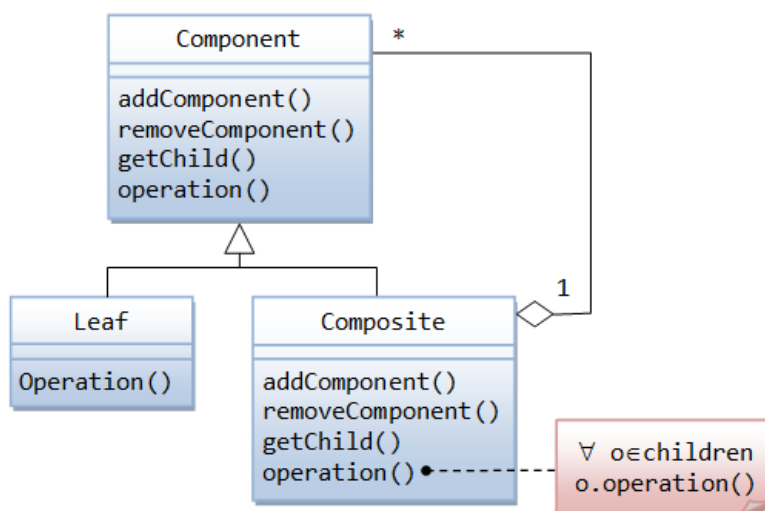 Component
*
addComponent()
removeComponent()
getChild()
operation()
1
Leaf
Operation()
Composite
addComponent()
removeComponent()
getChild()
operation()
∀ o∈children
o.operation()